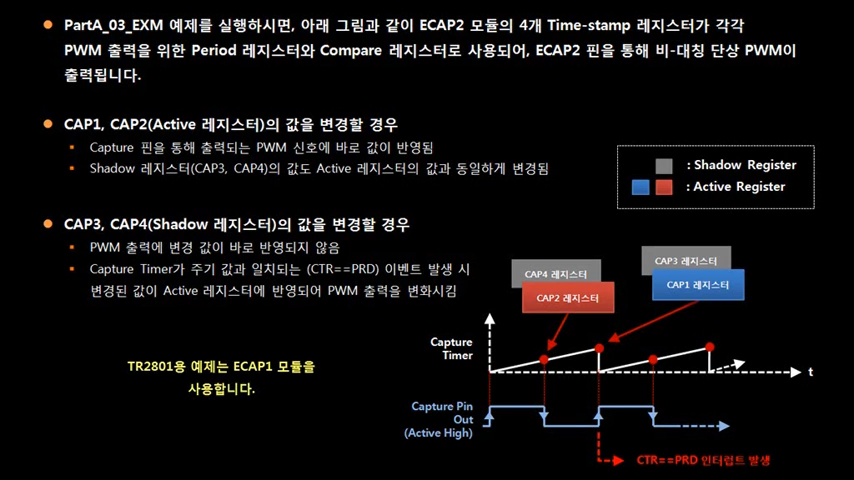 PartA_03_EXM 예제를 실행하시면, 아래 그림과 같이 ECAP2 모듈의 4개 Time-stamp 레지스터가 각각
PWM 출력을 위한 Period 레지스터와 Compare 레지스터로 사용되어, ECAP2 핀을 통해 비-대칭 단상 PWM이
출력됩니다.
CAP1, CAP2(Active 레지스터)의 값을 변경할 경우
Capture 핀을 통해 출력되는 PWM 신호에 바로 값이 반영됨
Shadow 레지스터(CAP3, CAP4)의 값도 Active 레지스터의 값과 동일하게 변경됨
: Shadow Register
: Active Register
CAP3, CAP4(Shadow 레지스터)의 값을 변경할 경우
PWM 출력에 변경 값이 바로 반영되지 않음
Capture Timer가 주기 값과 일치되는 (CTR==PRD) 이벤트 발생 시
변경된 값이 Active 레지스터에 반영되어 PWM 출력을 변화시킴
CAP4 레지스터
CAP3 레지스터
CAP2 레지스터
CAP1 레지스터
Capture
Timer
t
TR2801용 예제는 ECAP1 모듈을
사용합니다.
Capture Pin
Out
(Active High)
CTR==PRD 인터럽트 발생